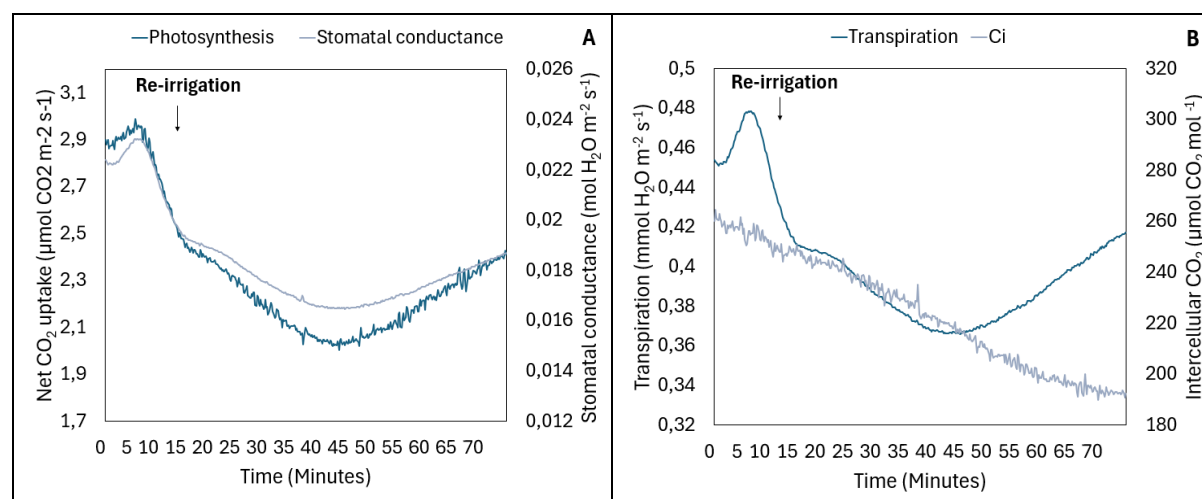 Photosynthesis Stomatal conductance A
Re-irrigation
Net CO₂ uptake (µmol CO2 m-2 s-1)
3,1
2,9
2,7
2,5
2,3
2,1
1,9
1,7
0,026
0,024
0,022
0,02
0,018
0,016
0,014
0,012
Stomatal conductance (mol H₂O m⁻² s⁻¹)
0 5 10 15 20 30 40 45 55 60 65 70
Time (Minutes)
Transpiration Ci B
Re-irrigation
Transpiration (mmol H₂O m⁻² s⁻¹)
0,5
0,48
0,46
0,44
0,42
0,4
0,38
0,36
0,34
0,32
320
300
280
260
240
220
200
180
Intercellular CO₂ (µmol CO₂ mol⁻¹)
0 5 10 15 20 30 40 45 50 60 65 70
Time (Minutes)